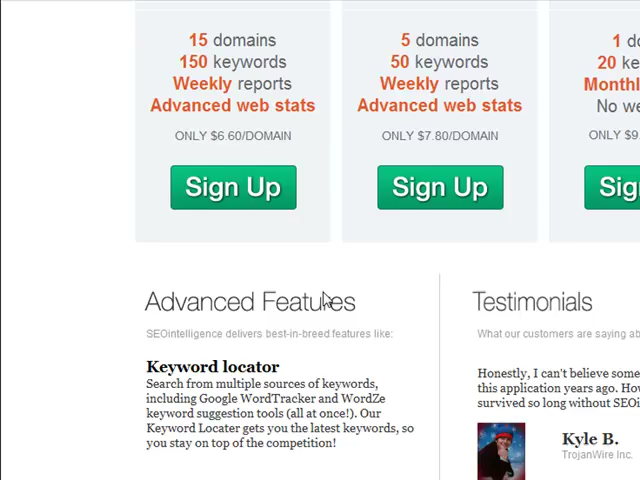 15 domains
150 keywords
Weekly reports
Advanced web stats
ONLY $6.60/DOMAIN
Sign Up
5 domains
50 keywords
Weekly reports
Advanced web stats
ONLY $7.80/DOMAIN
Sign Up
1 do
20 ke
Month
No we
ONLY $9.
Sig
Advanced Features
SEOintelligence delivers best-in-breed features like:
Keyword locator
Search from multiple sources of keywords,
including Google WordTracker and WordZe
keyword suggestion tools (all at once!). Our
Keyword Locater gets you the latest keywords, so
you stay on top of the competition!
Testimonials
What our customers are saying ab
Honestly, I can't believe some
this application years ago. How
survived so long without SEOi
Kyle B.
TrojanWire Inc.